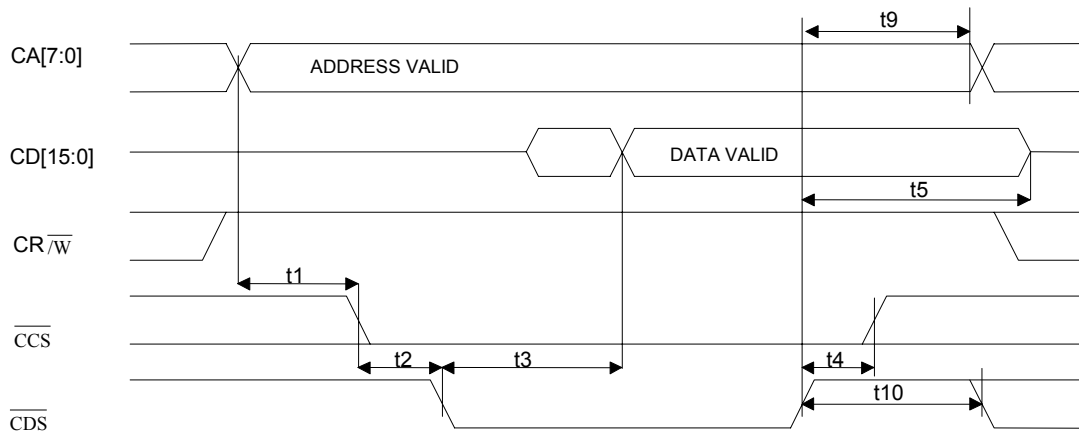 t9
CA[7:0]
ADDRESS VALID
CD[15:0]
DATA VALID
t5
CR/W
t1
CCS
t2
t3
t4
t10
CDS